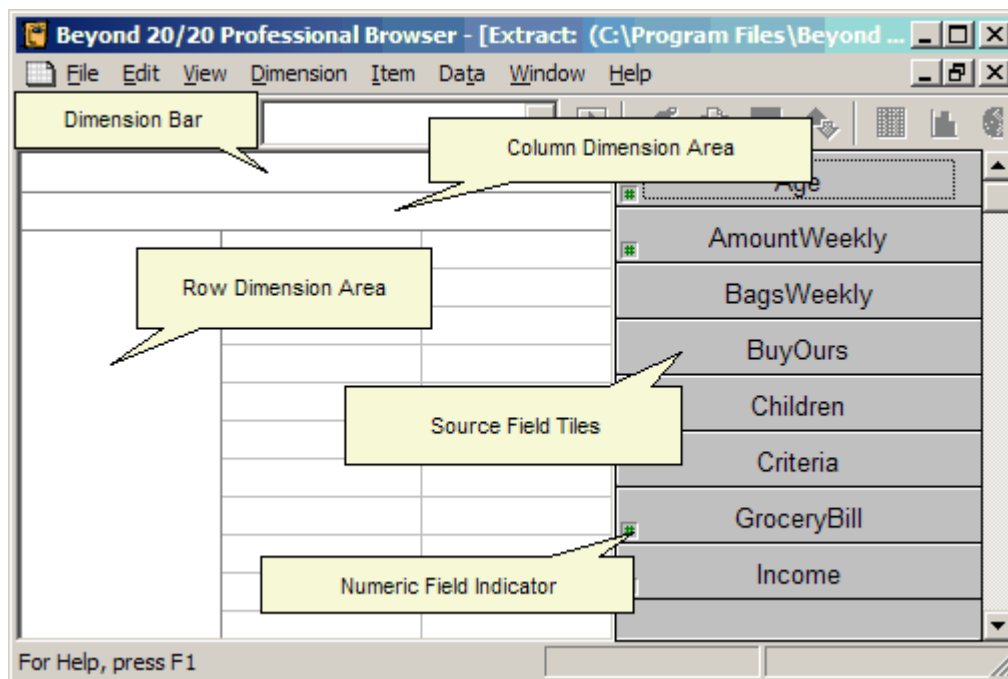 Beyond 20/20 Professional Browser - [Extract: (C:\Program Files\Beyond ...
File Edit View Dimension Item Data Window Help
Dimension Bar
Column Dimension Area
Age
AmountWeekly
Row Dimension Area
BagsWeekly
BuyOurs
Children
Source Field Tiles
Criteria
GroceryBill
Numeric Field Indicator
Income
For Help, press F1